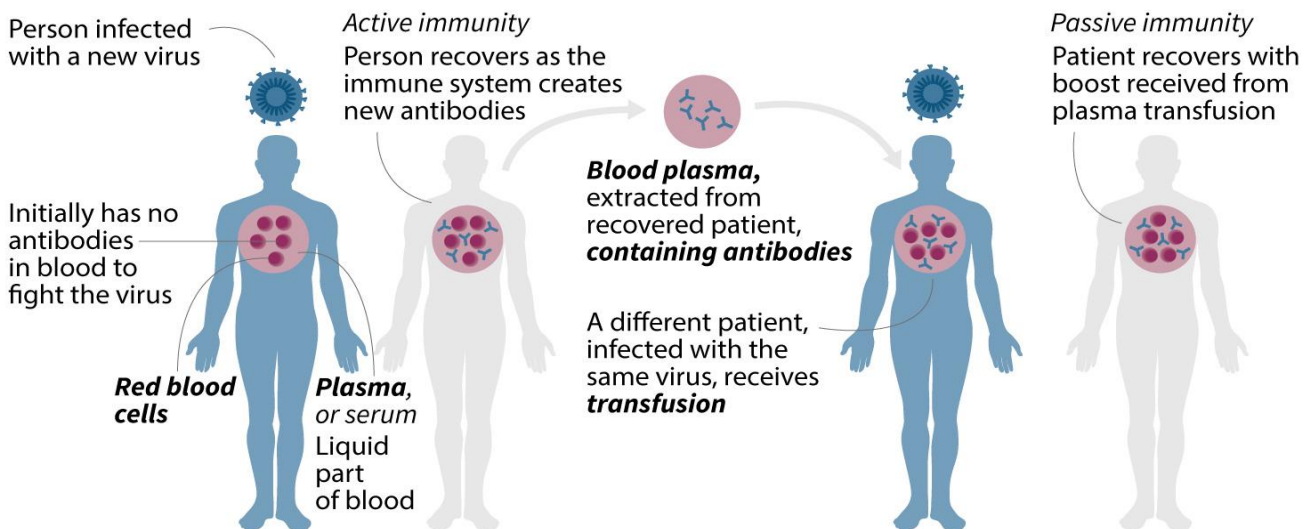 Person infected
with a new virus
Initially has no
antibodies
in blood to
fight the virus
Red blood
cells
Plasma,
or serum
Liquid
part
of blood
Active immunity
Person recovers as the
immune system creates
new antibodies
Blood plasma,
extracted from
recovered patient,
containing antibodies
A different patient,
infected with the
same virus, receives
transfusion
Passive immunity
Patient recovers with
boost received from
plasma transfusion